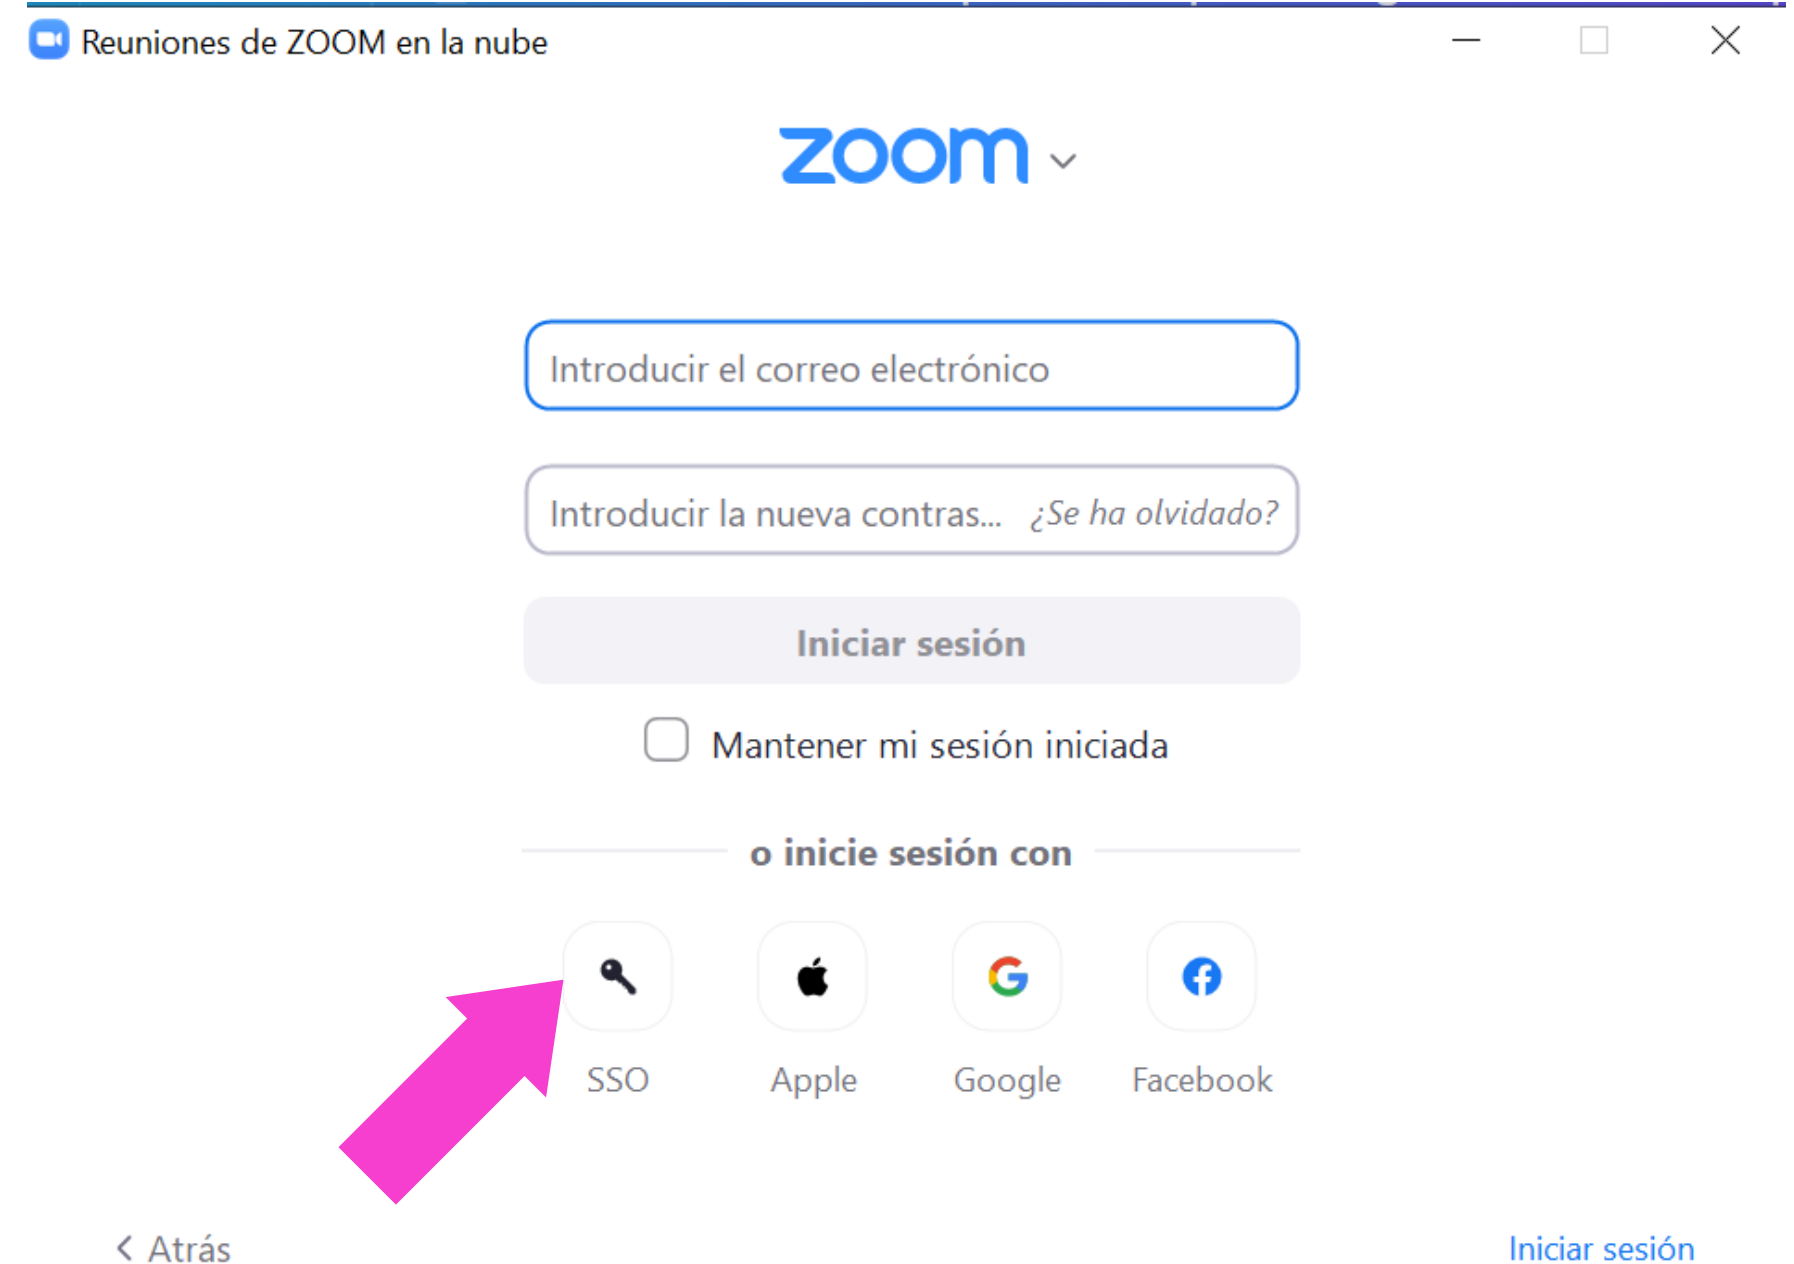 Reuniones de ZOOM en la nube
zoom
Introducir el correo electrónico
Introducir la nueva contras... ¿Se ha olvidado?
Iniciar sesión
Mantener mi sesión iniciada
o inicie sesión con
SSO Apple Google Facebook
Atrás Iniciar sesión